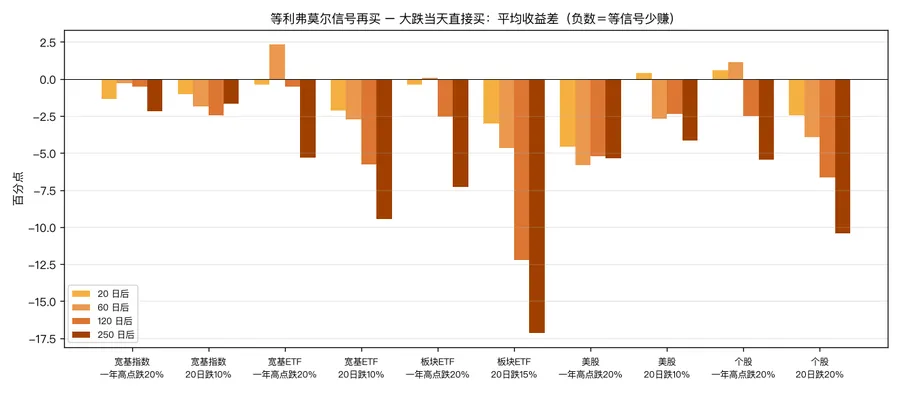 等利弗莫尔信号再买 − 大跌当天直接买：平均收益差（负数＝等信号少赚）
百分点
2.5
0.0
−2.5
−5.0
−7.5
−10.0
−12.5
−15.0
−17.5
20 日后
60 日后
120 日后
250 日后
宽基指数
一年高点跌20%
宽基指数
20日跌10%
宽基ETF
一年高点跌20%
宽基ETF
20日跌10%
板块ETF
一年高点跌20%
板块ETF
20日跌15%
美股
一年高点跌20%
美股
20日跌10%
个股
一年高点跌20%
个股
20日跌20%